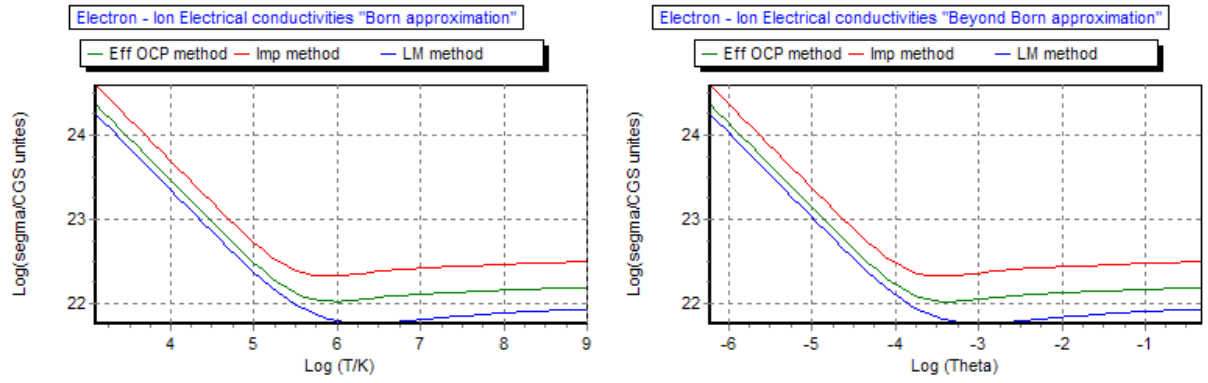 Electron - Ion Electrical conductivities "Born approximation"
Eff OCP method Imp method LM method
Log(segma/CGS unites)
24
23
22
4 5 6 7 8 9
Log (T/K)
Electron - Ion Electrical conductivities "Beyond Born approximation"
Eff OCP method Imp method LM method
Log(segma/CGS unites)
24
23
22
-6 -5 -4 -3 -2 -1
Log (Theta)